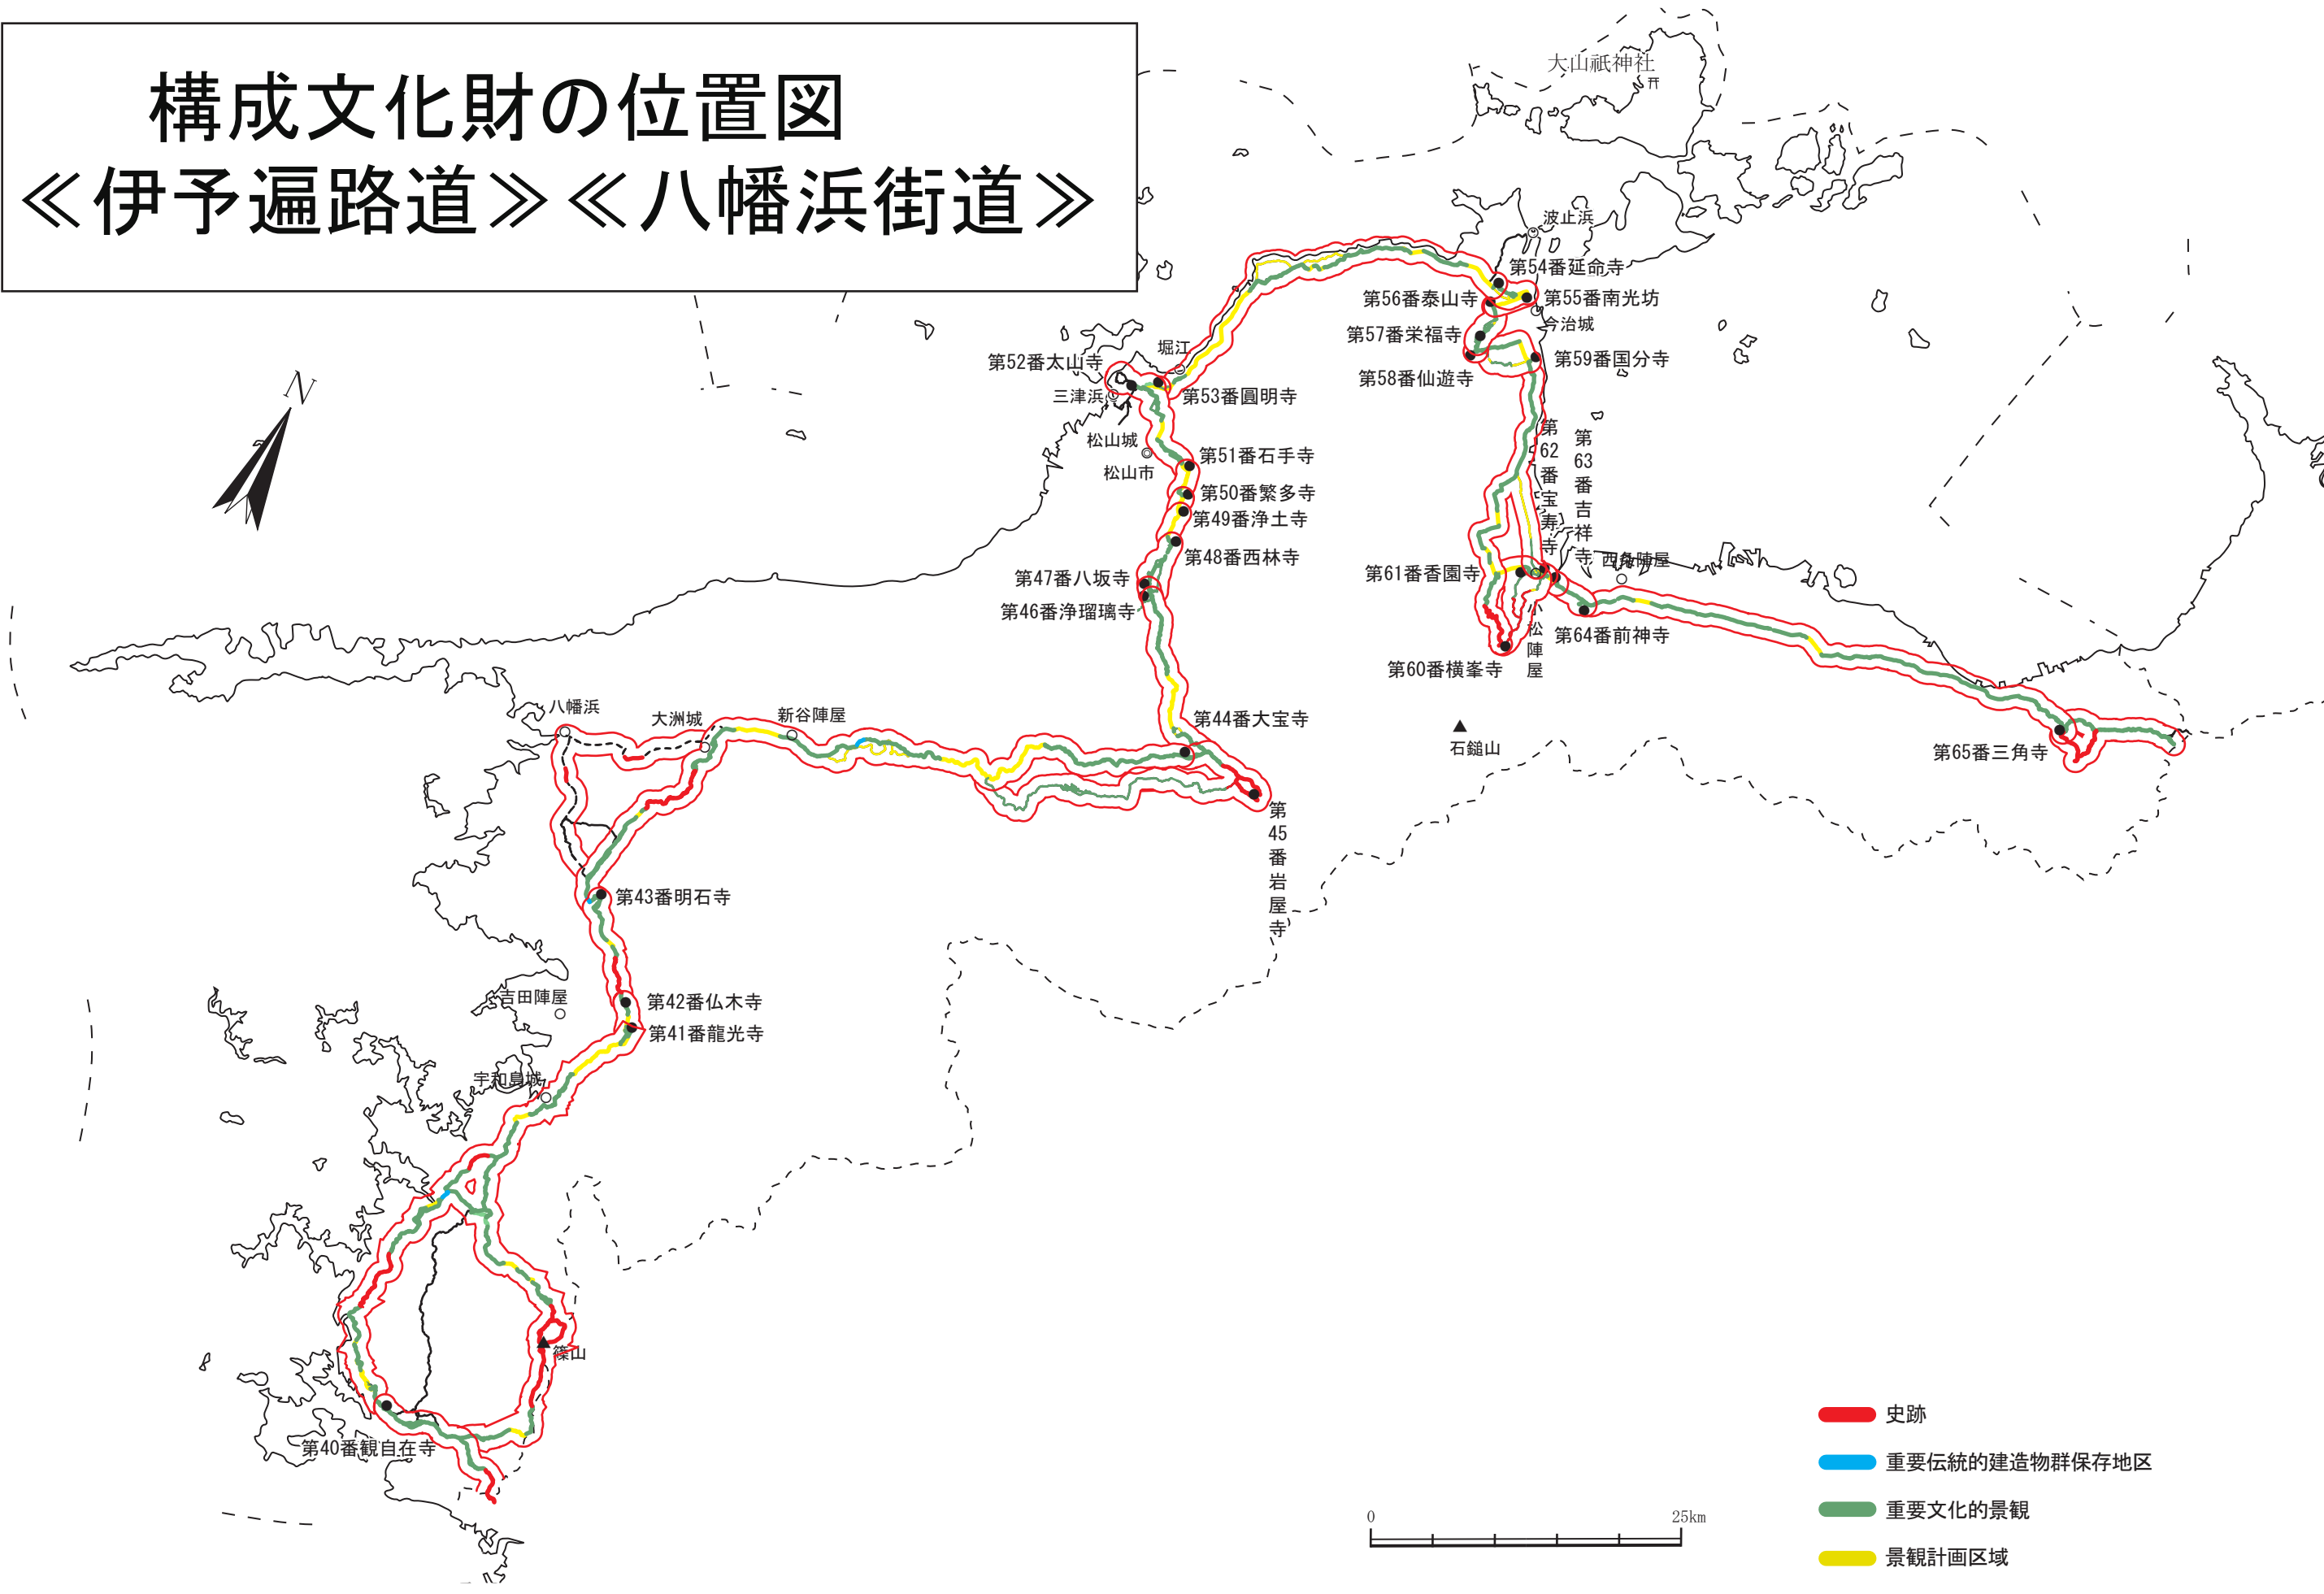 構成文化財の位置図
≪伊予遍路道≫≪八幡浜街道≫
大山祇神社
N
波止浜
第54番延命寺
第56番泰山寺
第55番南光坊
今治城
第57番栄福寺
第59番国分寺
第58番仙遊寺
堀江
第52番太山寺
三津浜
第53番圓明寺
松山城
松山市
第51番石手寺
第50番繁多寺
第49番浄土寺
第48番西林寺
第47番八坂寺
第46番浄瑠璃寺
第62番宝寿寺
第63番吉祥寺
西条陣屋
第61番香園寺
第64番前神寺
松陣屋
第60番横峯寺
石鎚山
第65番三角寺
第44番大宝寺
第45番岩屋寺
八幡浜
大洲城
新谷陣屋
第43番明石寺
吉田陣屋
第42番仏木寺
第41番龍光寺
宇和島城
篠山
第40番観自在寺
史跡
重要伝統的建造物群保存地区
重要文化的景観
景観計画区域
0
25km